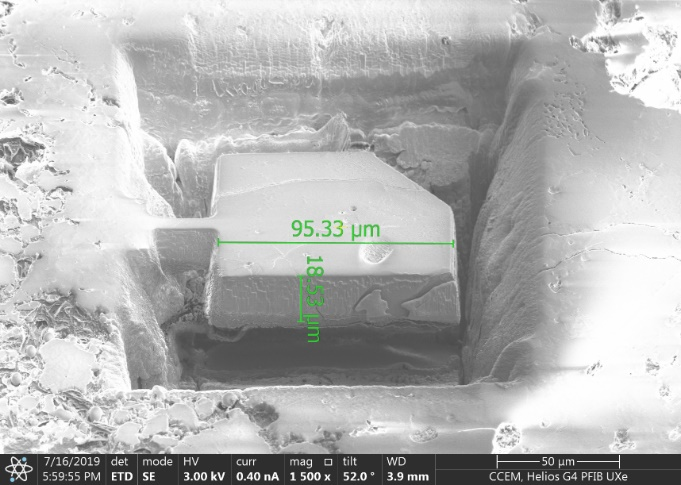 95.33 µm
18.53 µm
7/16/2019 det mode HV curr mag tilt WD
5:59:55 PM ETD SE 3.00 kV 0.40 nA 1 500 x 52.0 ° 3.9 mm
50 µm
CCEM, Helios G4 PFIB UXe